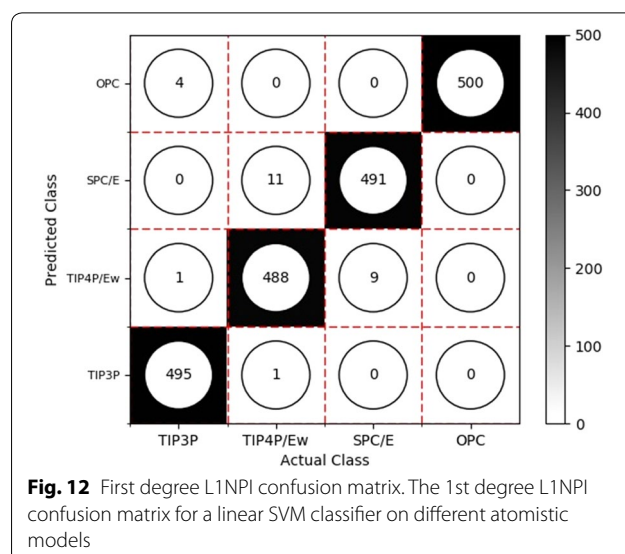 500
OPC
4
0
0
500
400
SPC/E
0
11
491
0
300
Predicted Class
200
TIP4P/Ew
1
488
9
0
100
TIP3P
495
1
0
0
0
TIP3P
TIP4P/Ew
SPC/E
OPC
Actual Class
Fig. 12 First degree L1NPI confusion matrix. The 1st degree L1NPI
confusion matrix for a linear SVM classifier on different atomistic
models